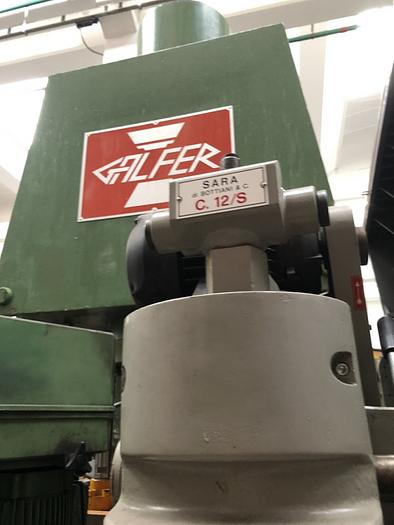 GALFER
SARA
di BOTTIANI & C.
C. 12/S